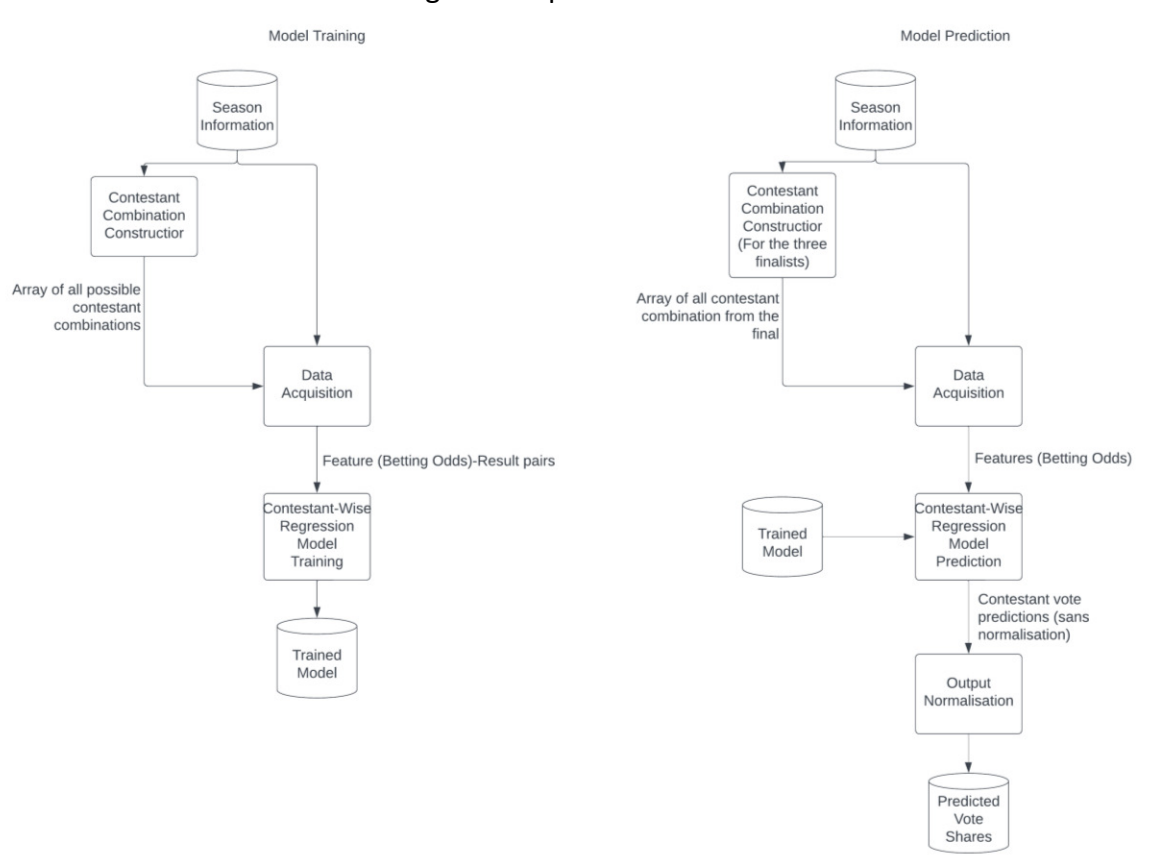 Model Training
Season
Information
Contestant
Combination
Constructior
Array of all possible
contestant
combinations
Data
Acquisition
Feature (Betting Odds)-Result pairs
Contestant-Wise
Regression
Model
Training
Trained
Model
Model Prediction
Season
Information
Contestant
Combination
Constructior
(For the three
finalists)
Array of all contestant
combination from the
final
Data
Acquisition
Features (Betting Odds)
Trained
Model
Contestant-Wise
Regression
Model
Prediction
Contestant vote
predictions (sans
normalisation)
Output
Normalisation
Predicted
Vote
Shares